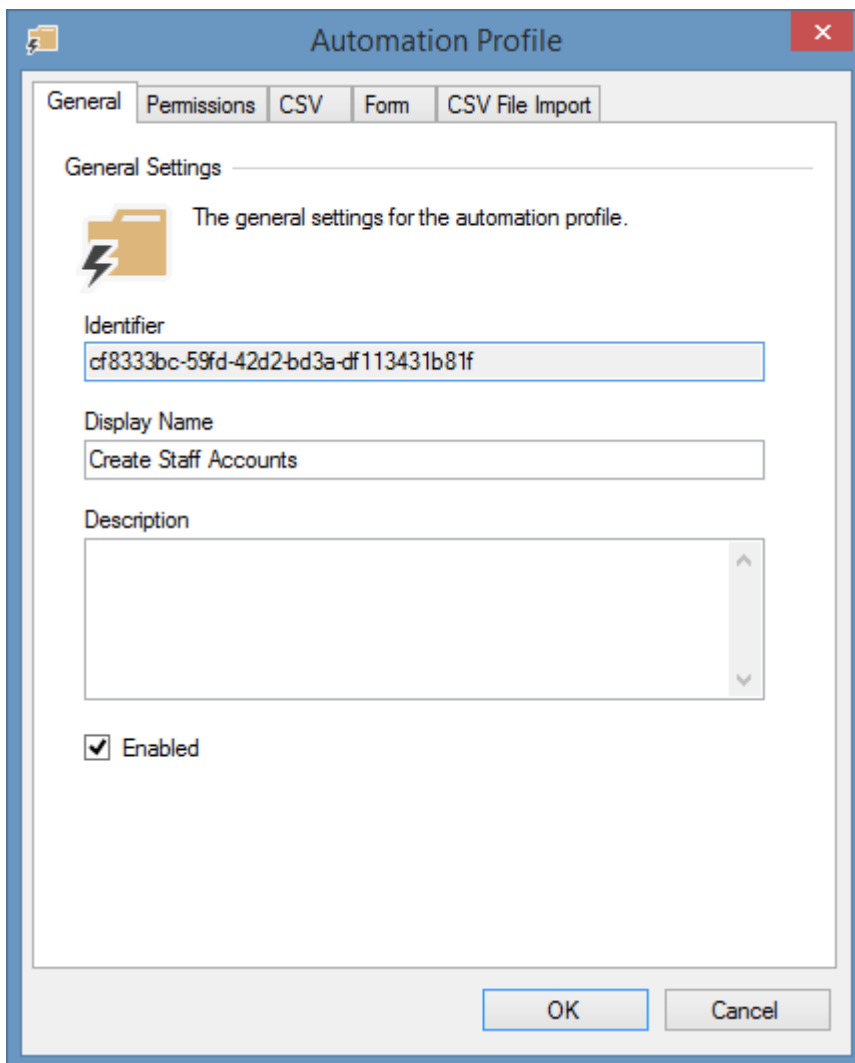 Automation Profile
General
Permissions
CSV
Form
CSV File Import
General Settings
The general settings for the automation profile.
Identifier
cf8333bc-59fd-42d2-bd3a-df113431b81f
Display Name
Create Staff Accounts
Description
Enabled
OK
Cancel